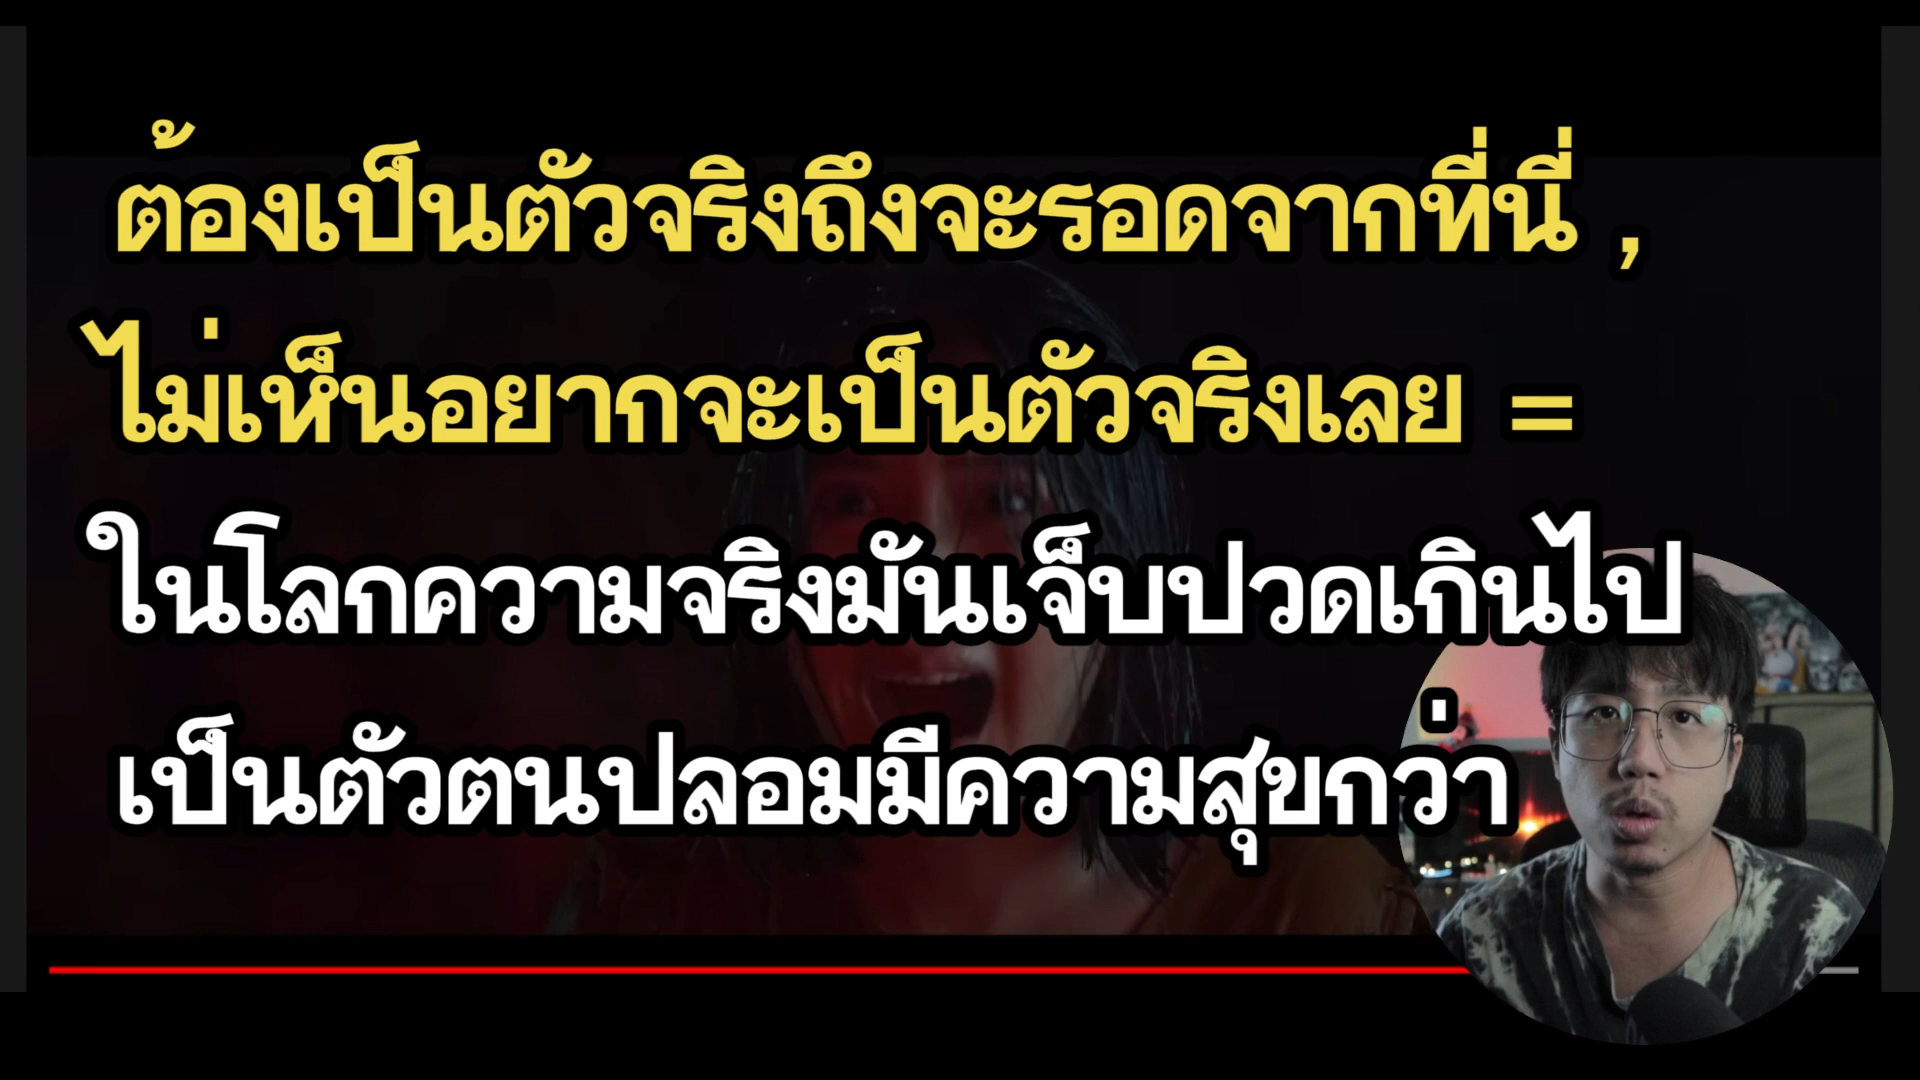 ต้องเป็นตัวจริงถึงจะรอดจากที่นี่ ,
ไม่เห็นอยากจะเป็นตัวจริงเลย =
ในโลกความจริงมันเจ็บปวดเกินไป
เป็นตัวตนปลอมมีความสุขกว่า